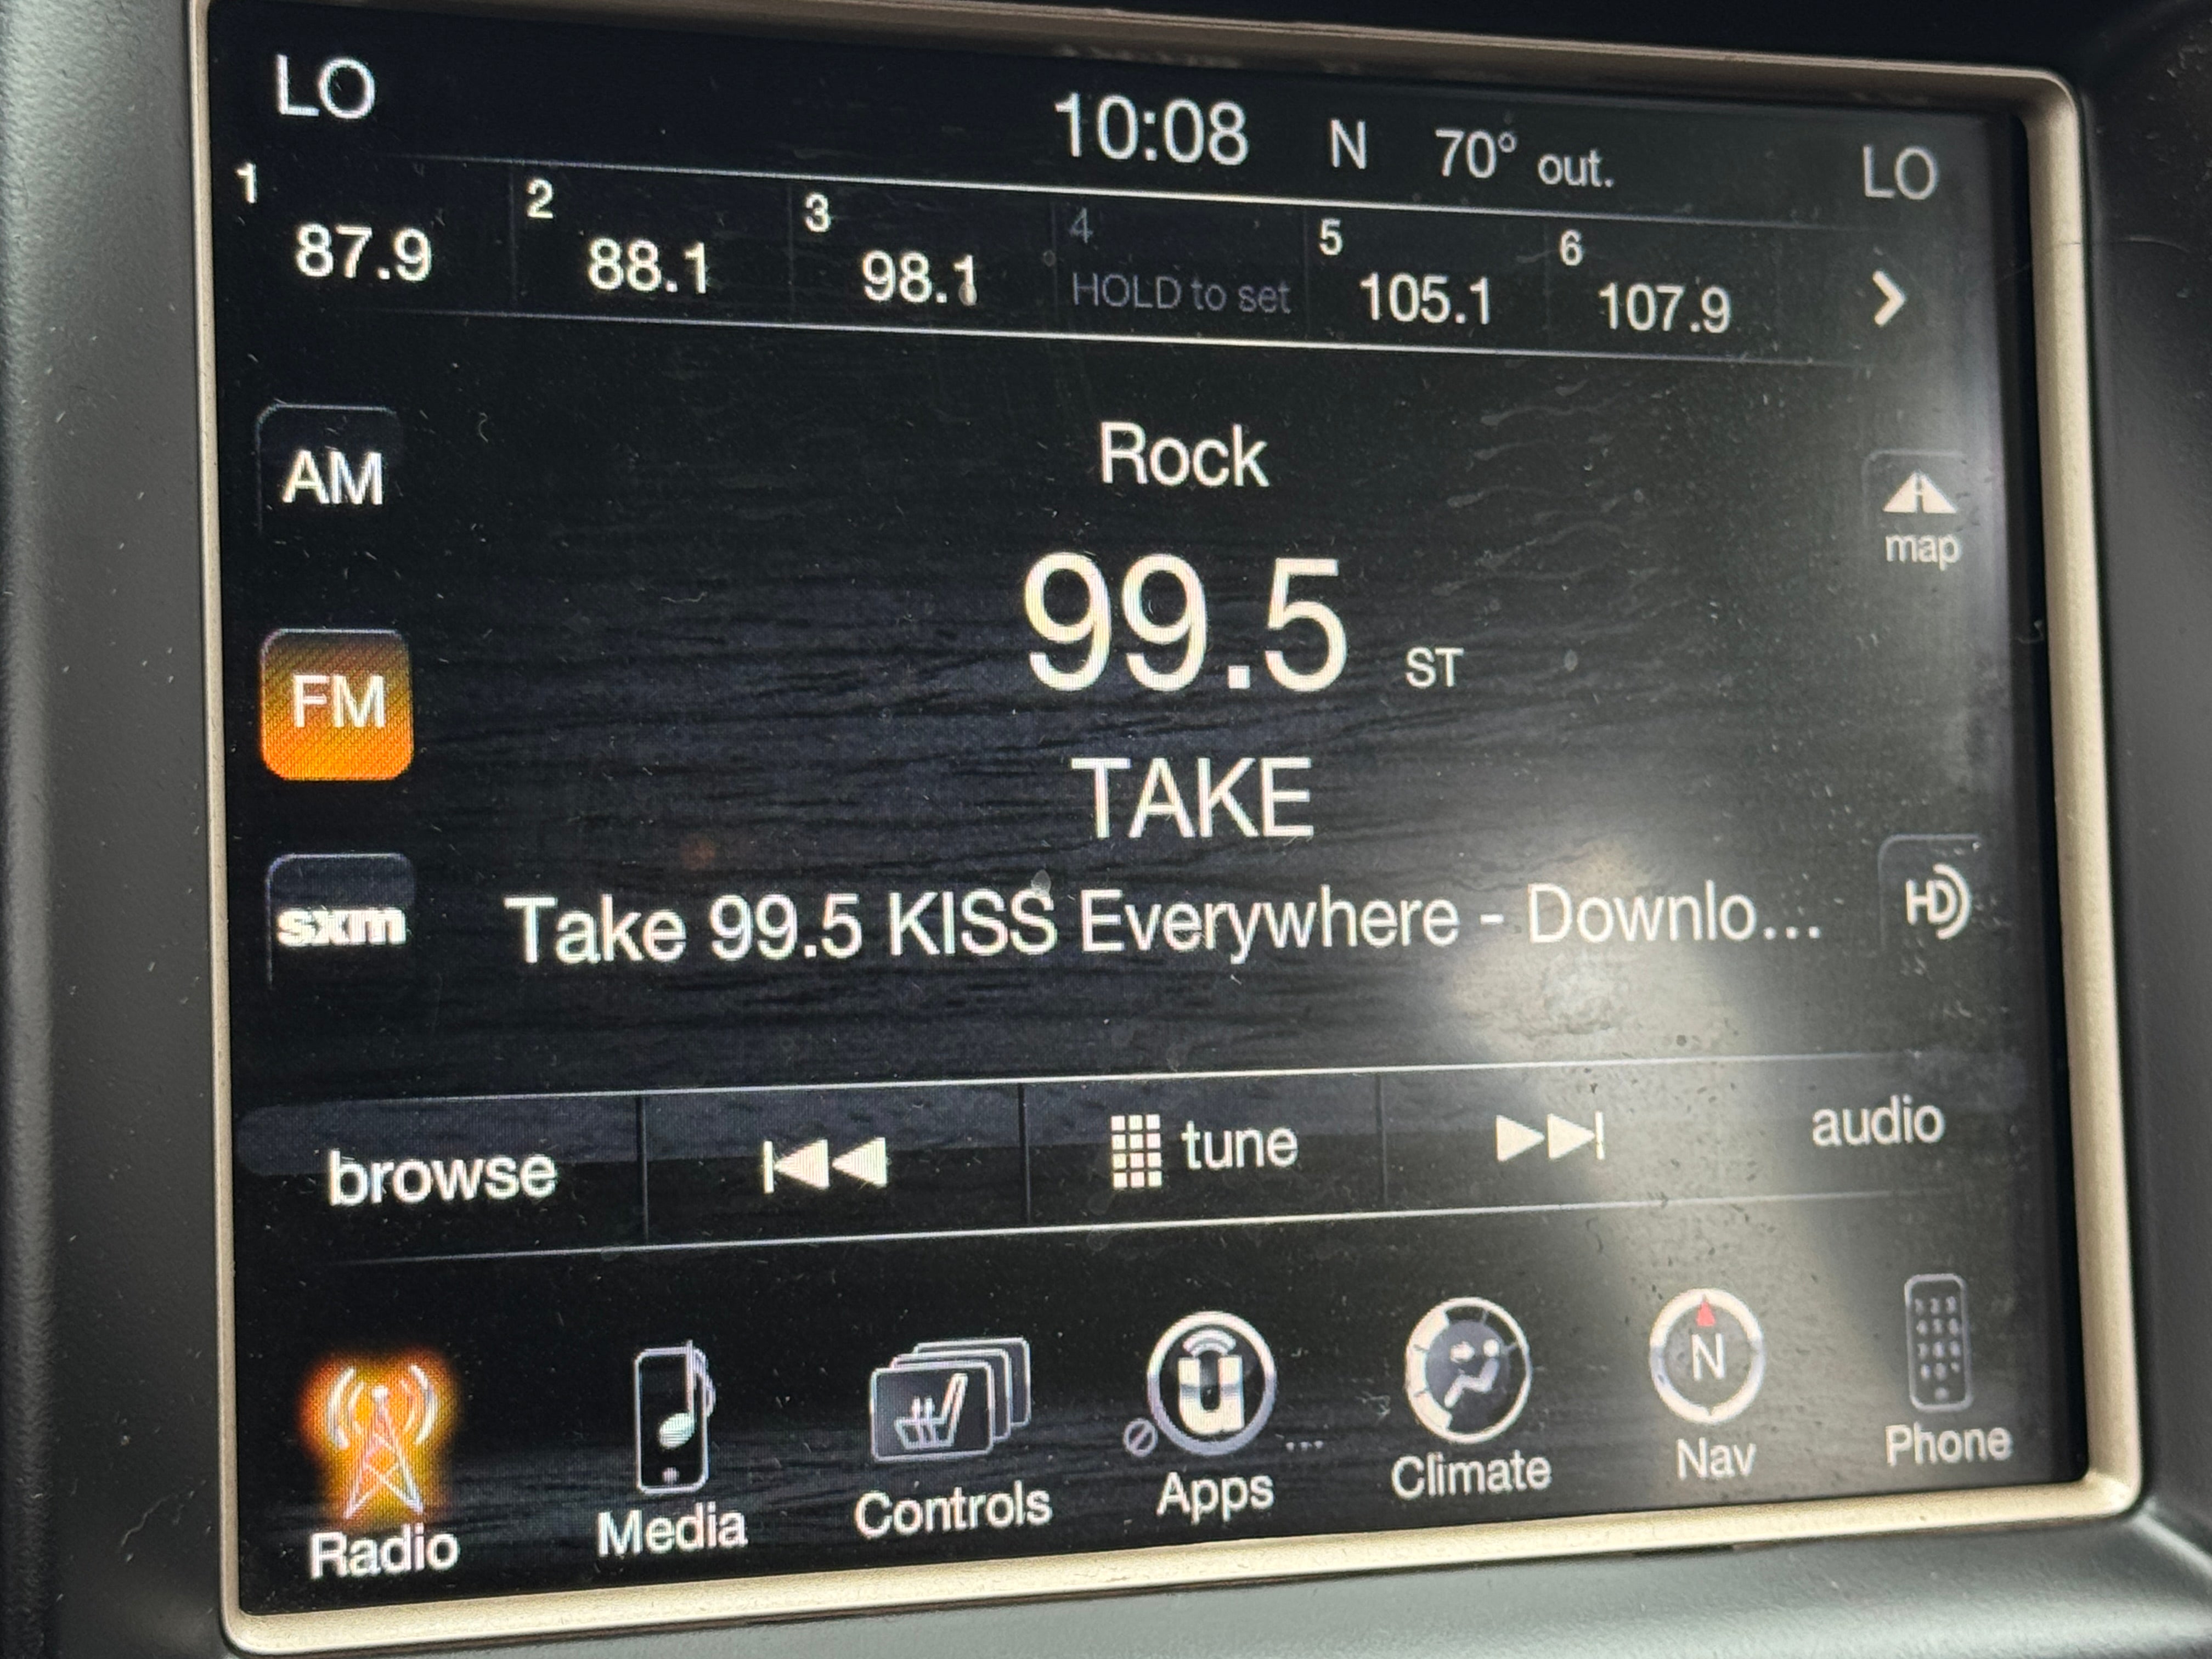 LO 10:08 N 70° out. LO
1 2 3 4 5 6
87.9 88.1 98.1 HOLD to set 105.1 107.9
AM
Rock
map
99.5 ST
FM
TAKE
sxm Take 99.5 KISS Everywhere - Downlo... HD
browse tune audio
N
Radio Media Controls Apps Climate Nav Phone